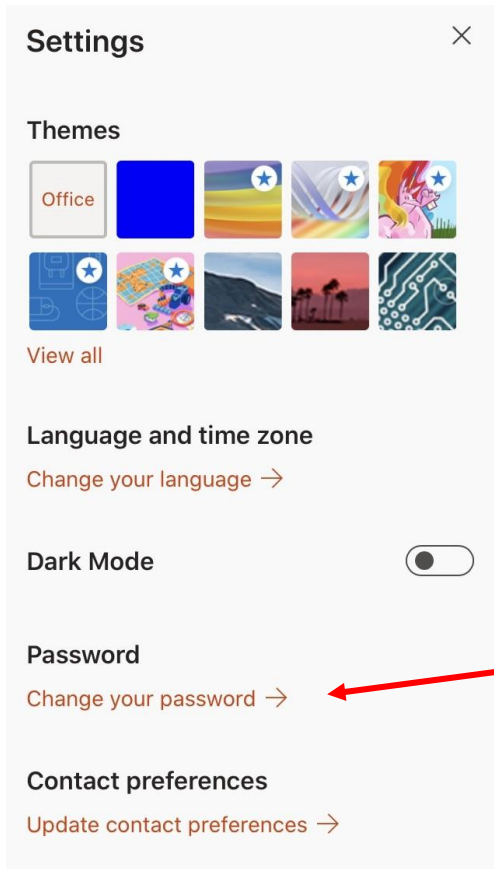 Settings
Themes
Office
View all
Language and time zone
Change your language →
Dark Mode
Password
Change your password →
Contact preferences
Update contact preferences →